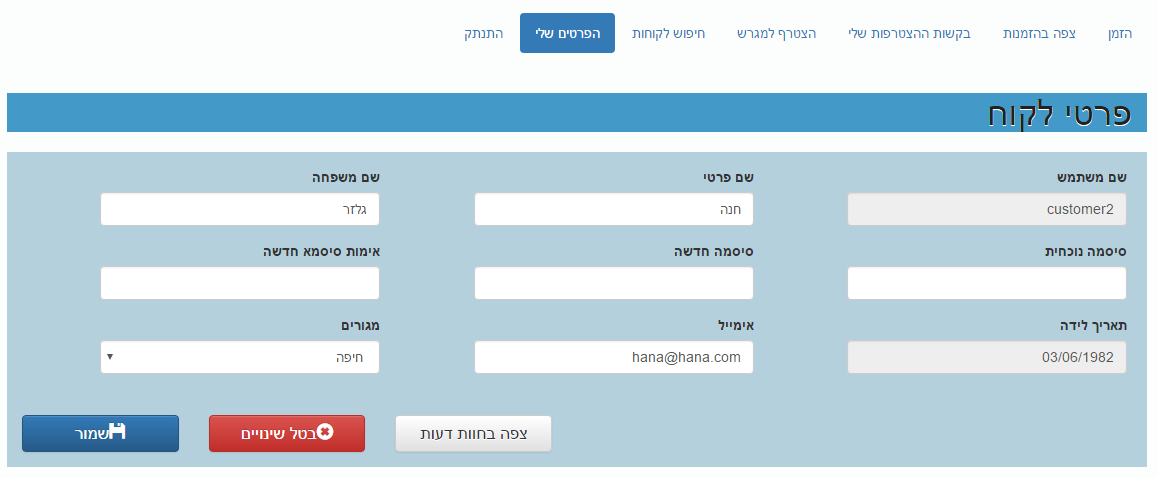 הזמן צפה בהזמנות בקשות ההצטרפות שלי הצטרף למגרש חיפוש לקוחות הפרטים שלי התנתק
פרטי לקוח
שם משתמש שם פרטי שם משפחה
customer2 חנה גלזר
סיסמה נוכחית סיסמה חדשה אימות סיסמא חדשה
תאריך לידה אימייל מגורים
03/06/1982 hana@hana.com חיפה
צפה בחוות דעות בטל שינויים שמור